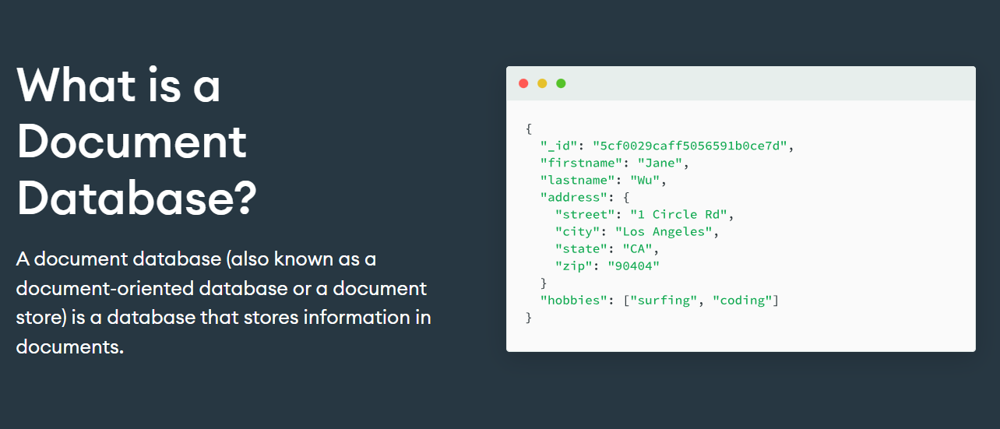 What is a
Document
Database?
A document database (also known as a
document-oriented database or a document
store) is a database that stores information in
documents.
{
  "_id": "5cf0029caff5056591b0ce7d",
  "firstname": "Jane",
  "lastname": "Wu",
  "address": {
    "street": "1 Circle Rd",
    "city": "Los Angeles",
    "state": "CA",
    "zip": "90404"
  }
  "hobbies": ["surfing", "coding"]
}